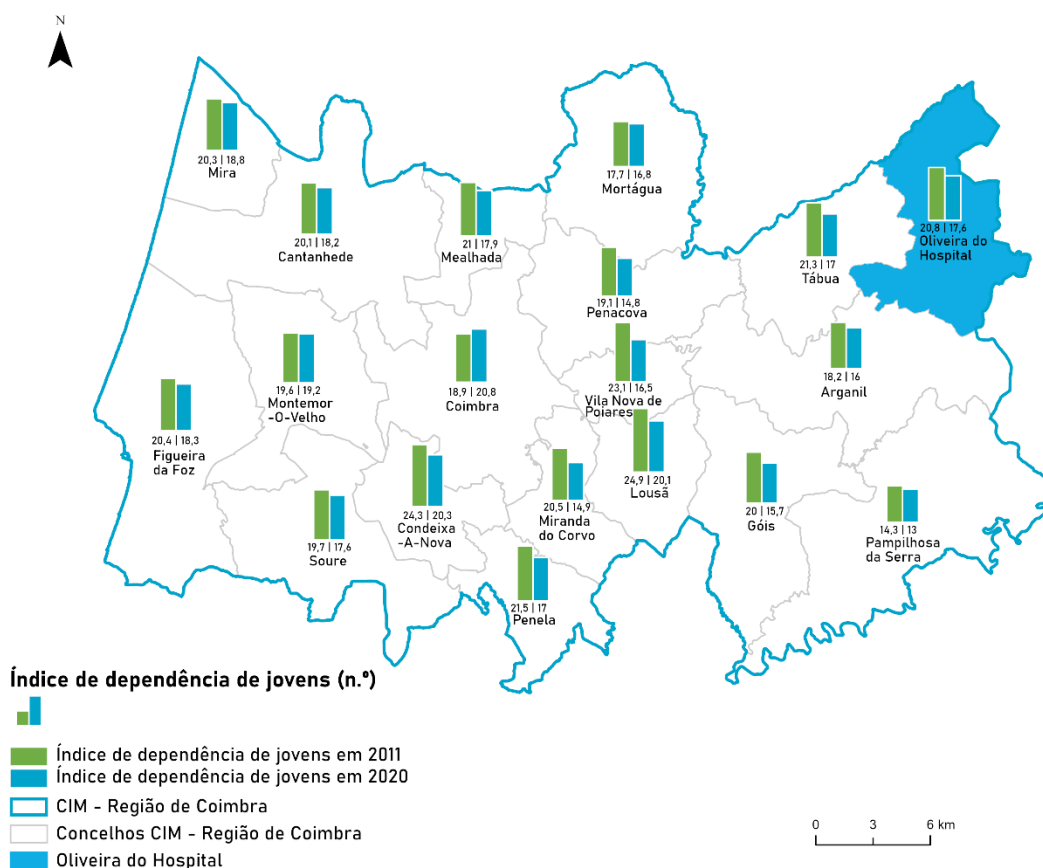 N
20,3 | 18,8
Mira
17,7 | 16,8
Mortágua
20,1 | 18,2
Cantanhede
21 | 17,9
Mealhada
21,3 | 17
Tábua
20,8 | 17,6
Oliveira do
Hospital
19,1 | 14,8
Penacova
19,6 | 19,2
Montemor
-O-Velho
18,9 | 20,8
Coimbra
23,1 | 16,5
Vila Nova de
Poiares
18,2 | 16
Arganil
20,4 | 18,3
Figueira
da Foz
24,3 | 20,3
Condeixa
-A-Nova
20,5 | 14,9
Miranda
do Corvo
24,9 | 20,1
Lousã
20 | 15,7
Góis
14,3 | 13
Pampilhosa
da Serra
19,7 | 17,6
Soure
21,5 | 17
Penela
Índice de dependência de jovens (n.º)
Índice de dependência de jovens em 2011
Índice de dependência de jovens em 2020
CIM - Região de Coimbra
Concelhos CIM - Região de Coimbra
Oliveira do Hospital
0 3 6 km